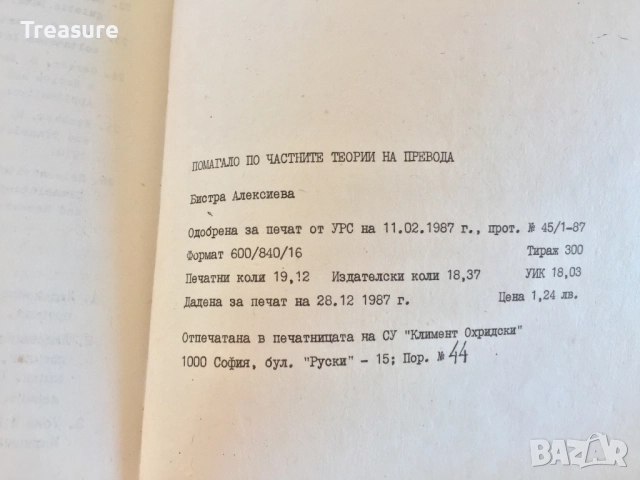 Treasure
ПОМАГАЛО ПО ЧАСТНИТЕ ТЕОРИИ НА ПРЕВОДА
Бистра Алексиева
Одобрена за печат от УРС на 11.02.1987 г., прот. № 45/1-87
Формат 600/840/16 Тираж 300
Печатни коли 19,12 Издателски коли 18,37 УИК 18,03
Дадена за печат на 28.12 1987 г. Цена 1,24 лв.
Отпечатана в печатницата на СУ "Климент Охридски"
1000 София, бул. "Руски" - 15; Пор. № 44
BAZAR